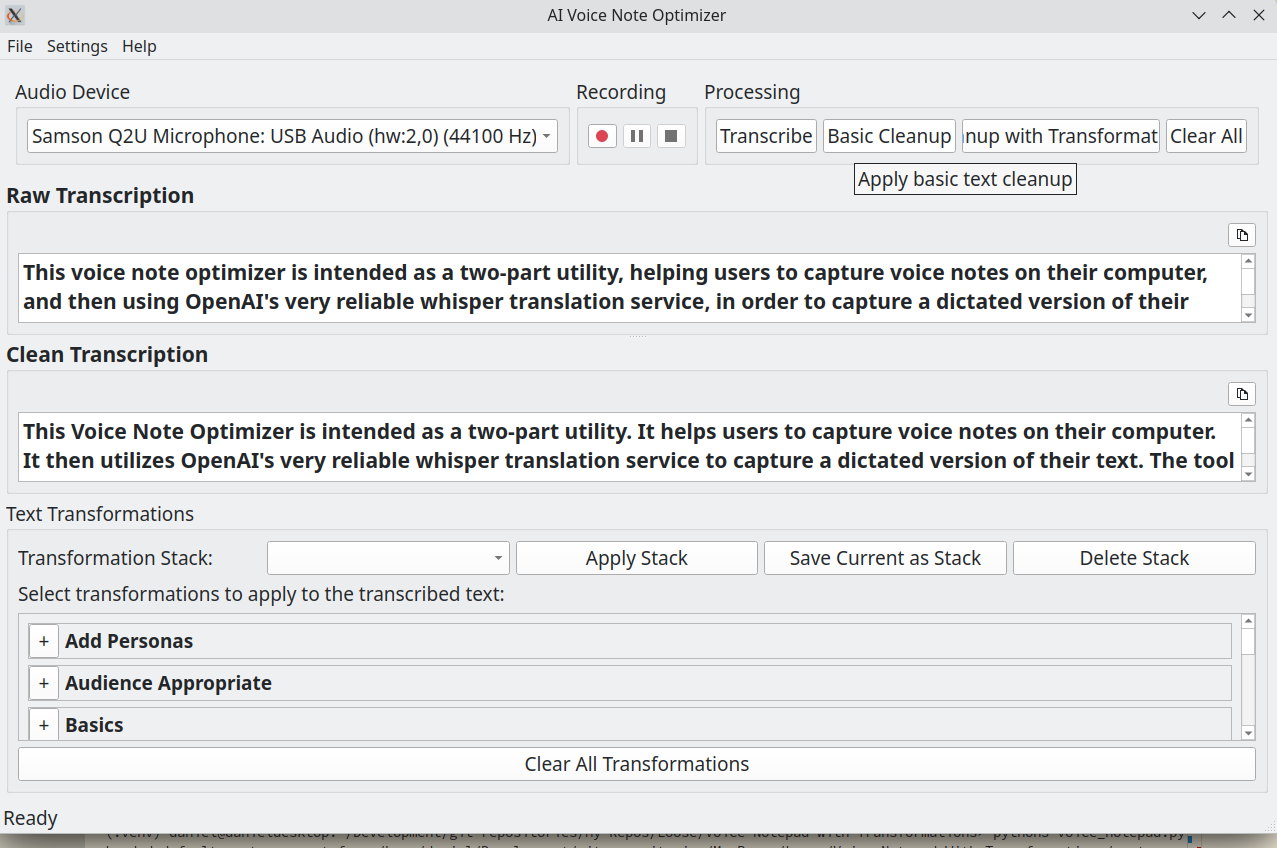 AI Voice Note Optimizer
File Settings Help
Audio Device
Recording
Processing
Samson Q2U Microphone: USB Audio (hw:2,0) (44100 Hz)
Transcribe
Basic Cleanup
nup with Transformat
Clear All
Apply basic text cleanup
Raw Transcription
This voice note optimizer is intended as a two-part utility, helping users to capture voice notes on their computer,
and then using OpenAI's very reliable whisper translation service, in order to capture a dictated version of their
Clean Transcription
This Voice Note Optimizer is intended as a two-part utility. It helps users to capture voice notes on their computer.
It then utilizes OpenAI's very reliable whisper translation service to capture a dictated version of their text. The tool
Text Transformations
Transformation Stack:
Apply Stack
Save Current as Stack
Delete Stack
Select transformations to apply to the transcribed text:
+ Add Personas
+ Audience Appropriate
+ Basics
Clear All Transformations
Ready